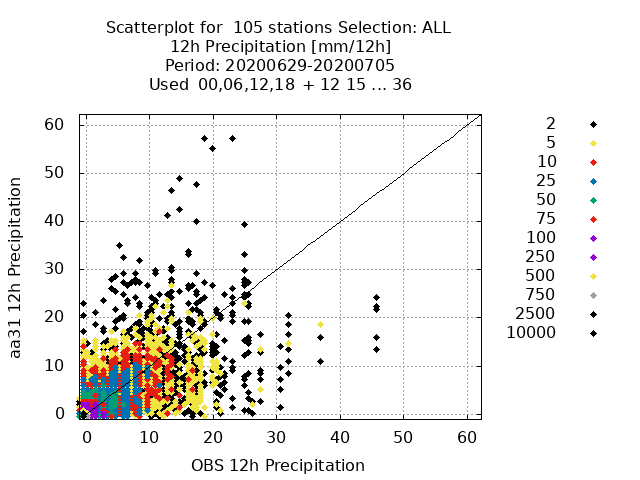 Scatterplot for 105 stations Selection: ALL
12h Precipitation [mm/12h]
Period: 20200629-20200705
Used 00,06,12,18 + 12 15 ... 36
60
50
40
30
20
10
0
aa31 12h Precipitation
0 10 20 30 40 50 60
OBS 12h Precipitation
2
5
10
25
50
75
100
250
500
750
2500
10000